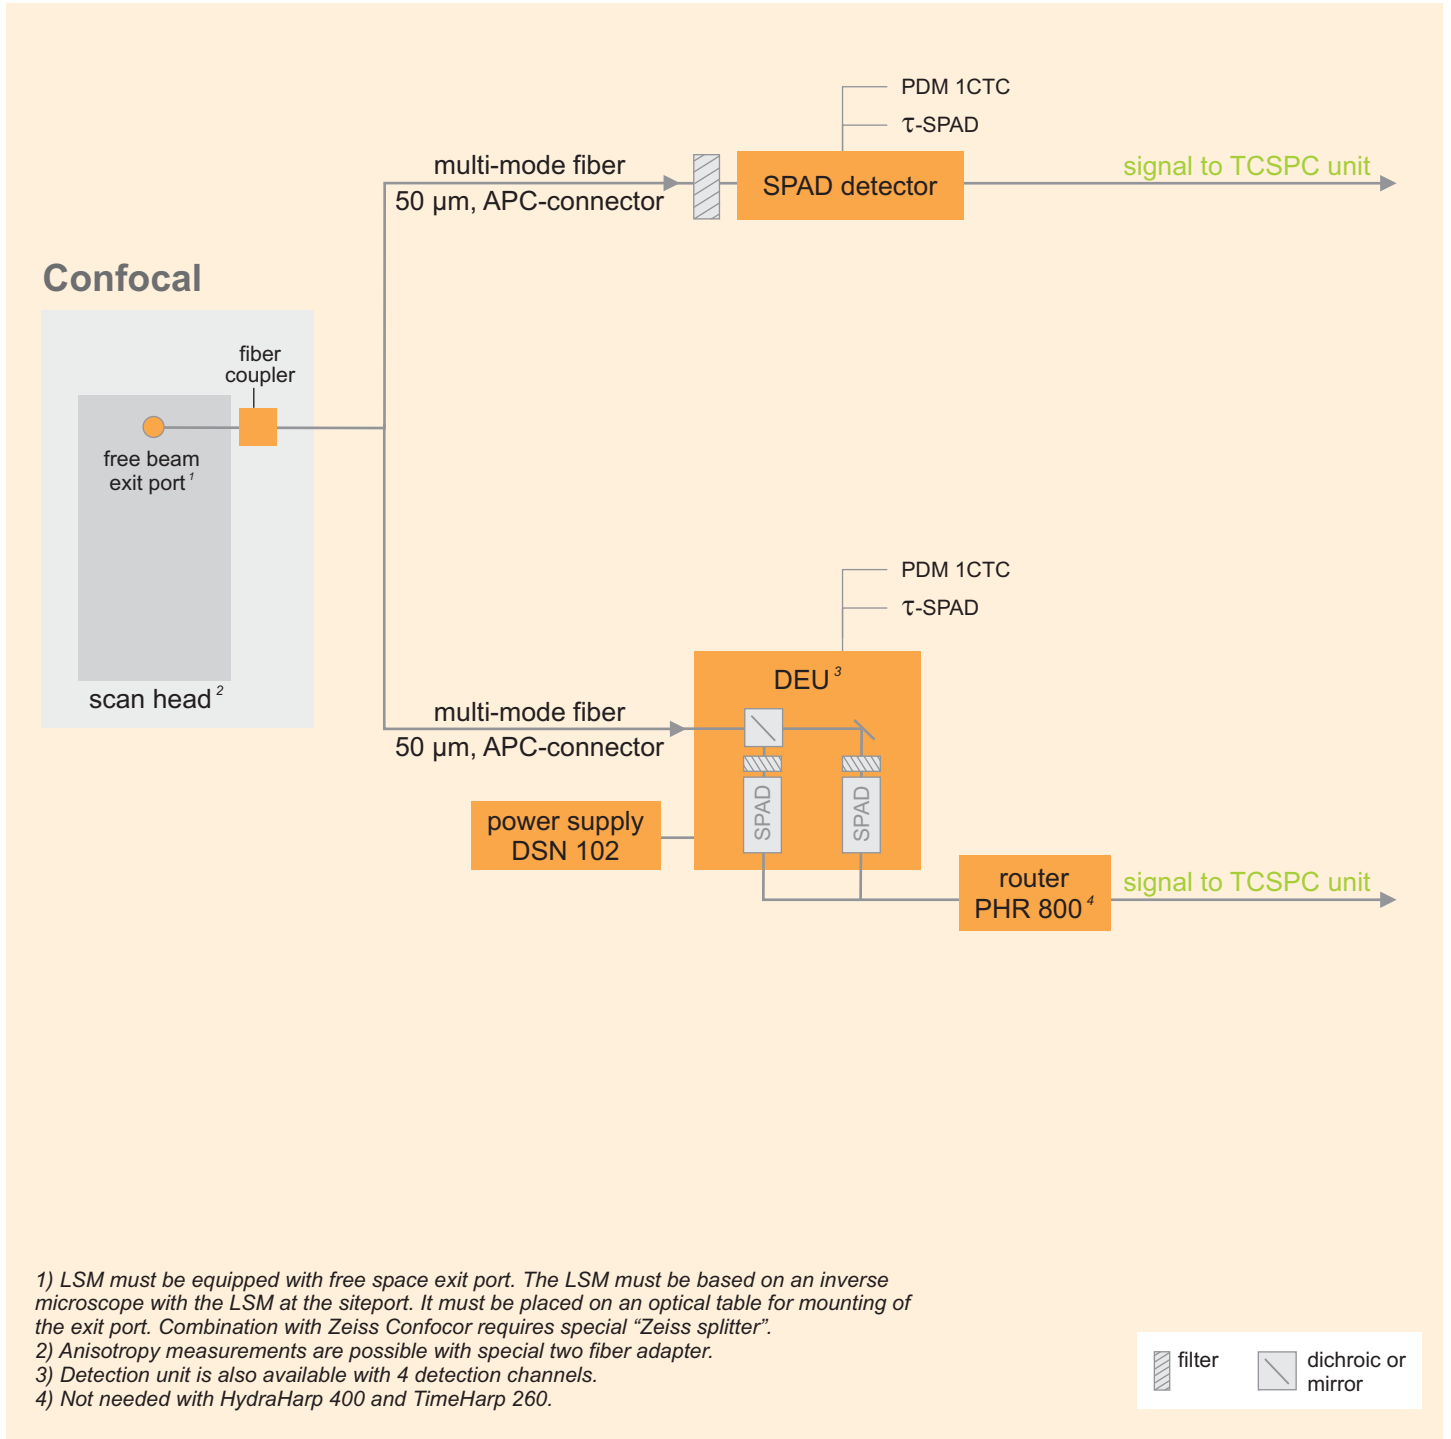 PDM 1CTC
τ-SPAD
multi-mode fiber
50 µm, APC-connector
SPAD detector
signal to TCSPC unit
Confocal
fiber
coupler
free beam
exit port 1
scan head 2
PDM 1CTC
τ-SPAD
DEU 3
multi-mode fiber
50 µm, APC-connector
SPAD
SPAD
power supply
DSN 102
router
PHR 800 4
signal to TCSPC unit
1) LSM must be equipped with free space exit port. The LSM must be based on an inverse
microscope with the LSM at the siteport. It must be placed on an optical table for mounting of
the exit port. Combination with Zeiss Confocor requires special “Zeiss splitter”.
2) Anisotropy measurements are possible with special two fiber adapter.
3) Detection unit is also available with 4 detection channels.
4) Not needed with HydraHarp 400 and TimeHarp 260.
filter
dichroic or
mirror